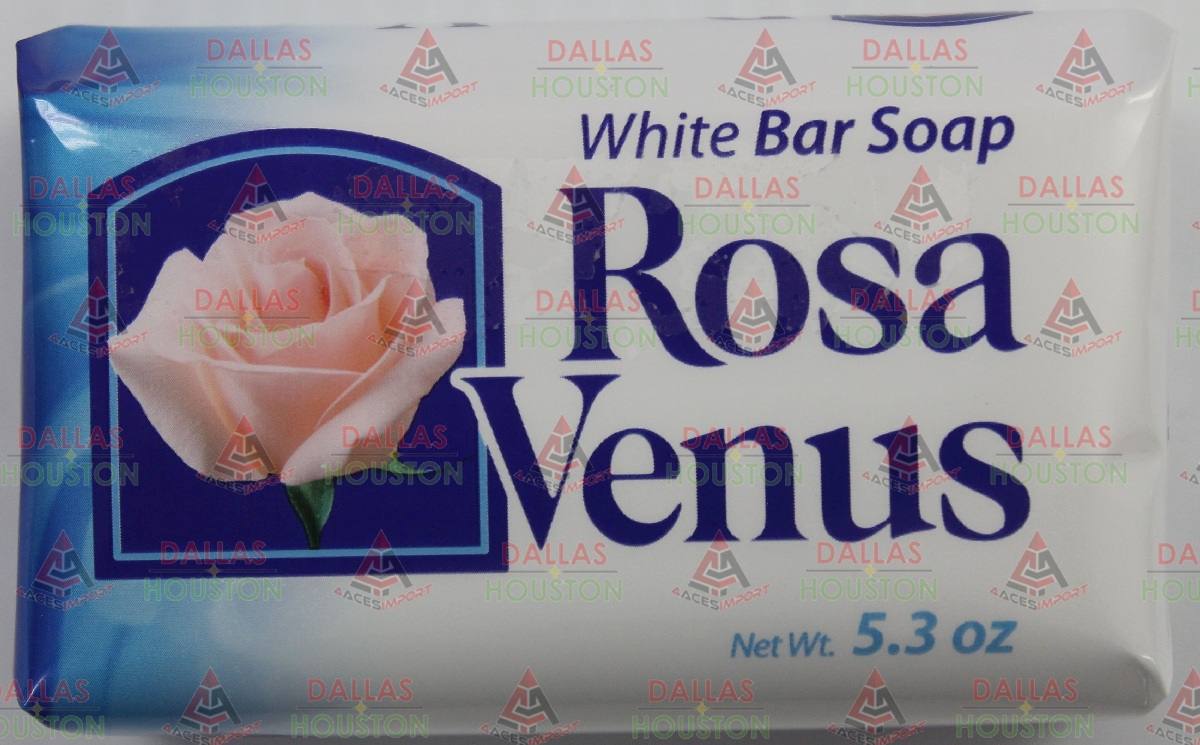 White Bar Soap
Rosa
Venus
Net Wt. 5.3 oz
DALLAS
HOUSTON
4ACESIMPORT